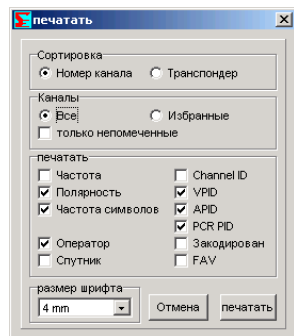 печатать
Сортировка
Номер канала Транспондер
Каналы
Все Избранные
только непомеченные
печатать
Частота Channel ID
Полярность VPID
Частота символов APID
PCR PID
Оператор Закодирован
Спутник FAV
размер шрифта
4 mm Отмена печатать